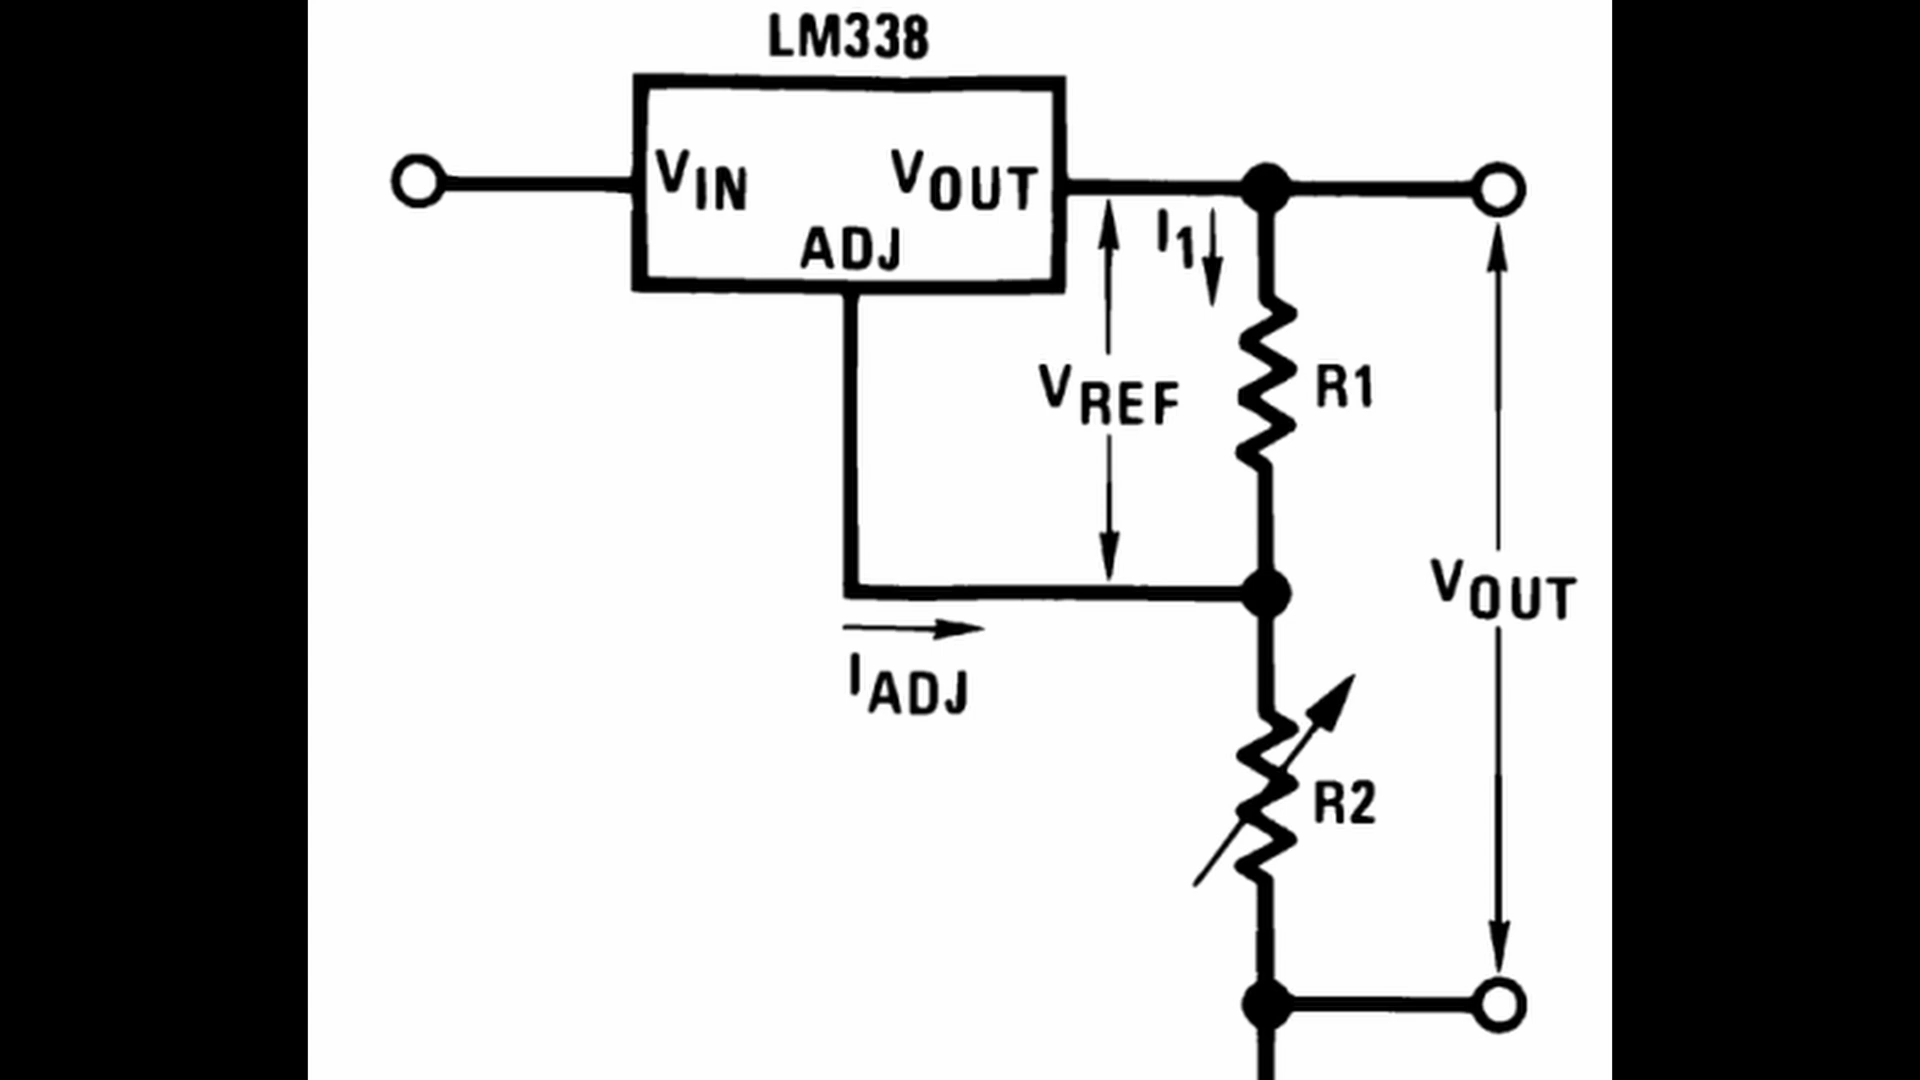 LM338
VIN
VOUT
ADJ
I1
VREF
R1
VOUT
IADJ
R2